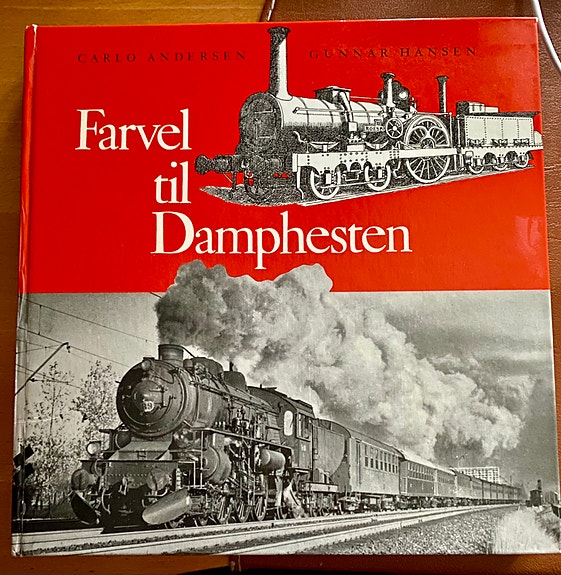 CARLO ANDERSEN GUNNAR HANSEN
Farvel
til
Damphesten